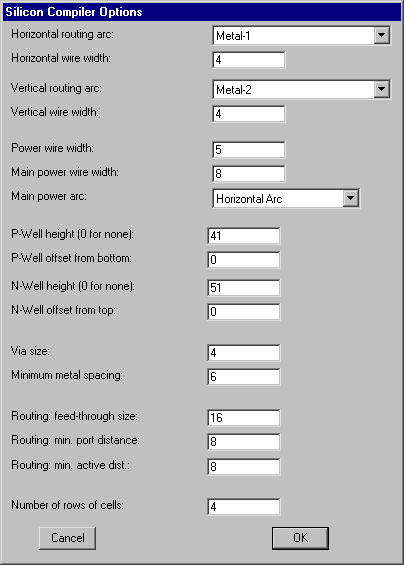 Silicon Compiler Options
Horizontal routing arc: Metal-1
Horizontal wire width: 4
Vertical routing arc: Metal-2
Vertical wire width: 4
Power wire width: 5
Main power wire width: 8
Main power arc: Horizontal Arc
P-Well height (0 for none): 41
P-Well offset from bottom: 0
N-Well height (0 for none): 51
N-Well offset from top: 0
Via size: 4
Minimum metal spacing: 6
Routing: feed-through size: 16
Routing: min. port distance: 8
Routing: min. active dist.: 8
Number of rows of cells: 4
Cancel OK